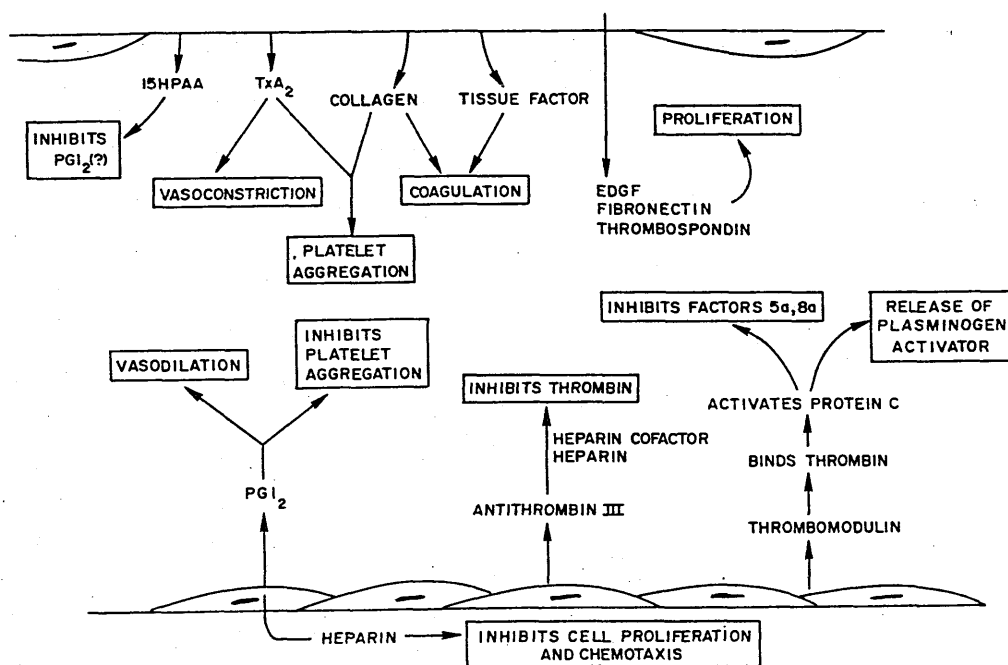 15HPAA
TxA2
COLLAGEN
TISSUE FACTOR
INHIBITS
PGI2(?)
VASOCONSTRICTION
COAGULATION
PROLIFERATION
EDGF
FIBRONECTIN
THROMBOSPONDIN
PLATELET
AGGREGATION
VASODILATION
INHIBITS
PLATELET
AGGREGATION
INHIBITS THROMBIN
INHIBITS FACTORS 5a,8a
RELEASE OF
PLASMINOGEN
ACTIVATOR
ACTIVATES PROTEIN C
HEPARIN COFACTOR
HEPARIN
BINDS THROMBIN
PGI2
ANTITHROMBIN III
THROMBOMODULIN
HEPARIN
INHIBITS CELL PROLIFERATION
AND CHEMOTAXIS